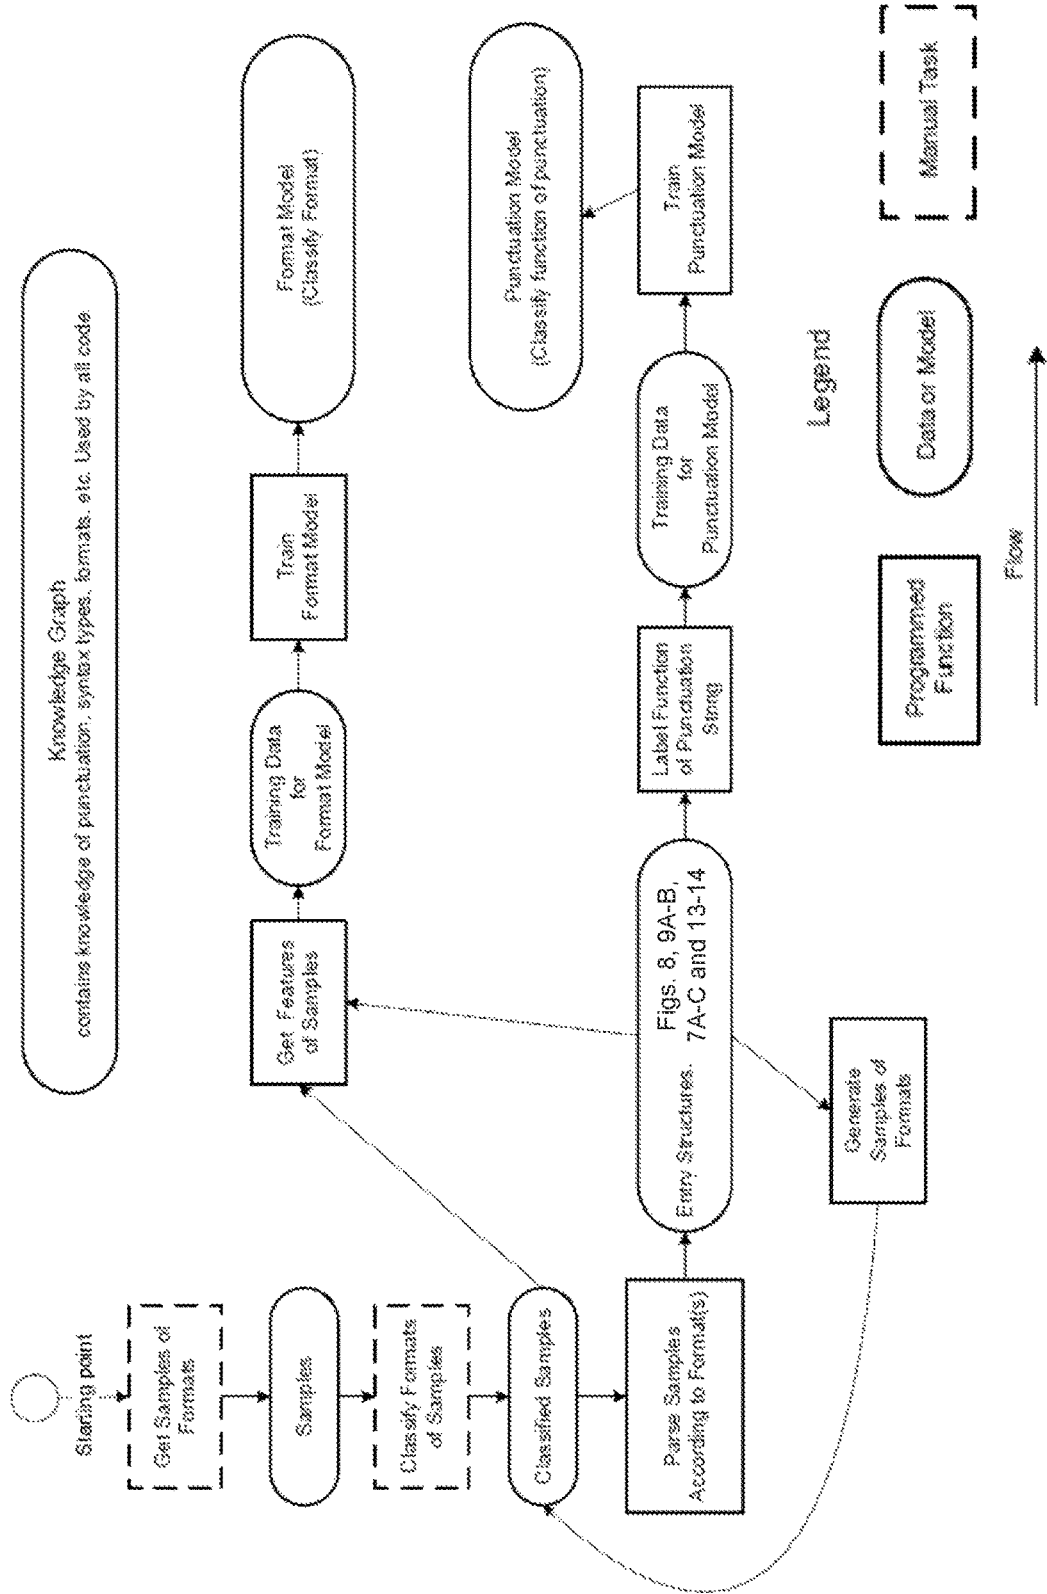 Knowledge Graph
contains knowledge of punctuation, syntax types, formats, etc. Used by all code.
Starting point
Get Samples of
Formats
Samples
Classify Formats
of Samples
Classified Samples
Parse Samples
According to Format(s)
Get Features
of Samples
Training Data
for
Format Model
Train
Format Model
Format Model
(Classify Format)
Entry Structures.
Figs. 8, 9A-B,
7A-C and 13-14
Generate
Samples of
Formats
Label Function
of Punctuation
String
Training Data
for
Punctuation Model
Train
Punctuation Model
Punctuation Model
(Classify function of punctuation)
Legend
Programmed
Function
Data or Model
Manual Task
Flow